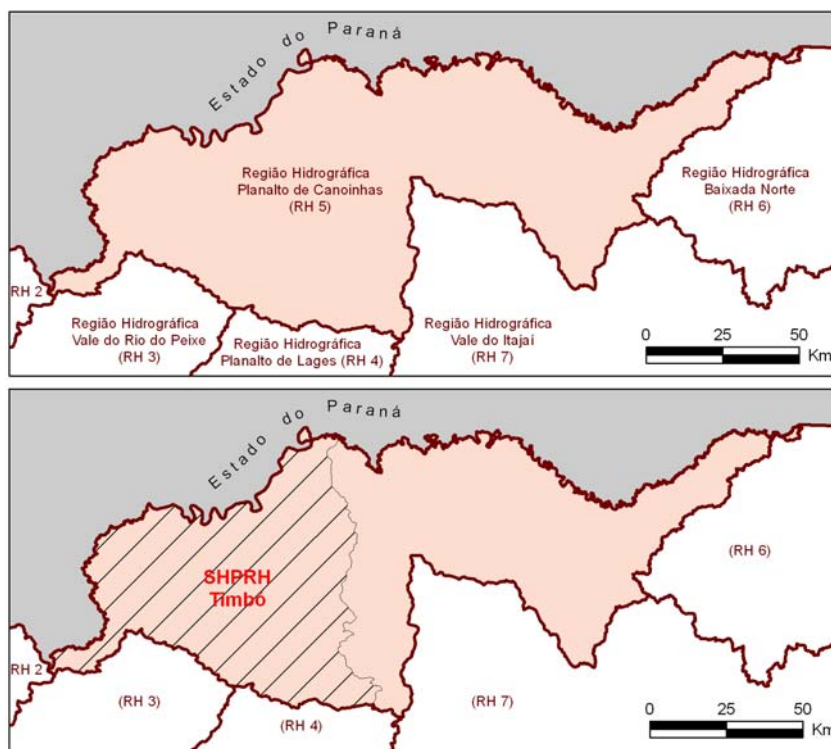 Estado do Paraná
Região Hidrográfica
Planalto de Canoinhas
(RH 5)
Região Hidrográfica
Baixada Norte
(RH 6)
RH 2
Região Hidrográfica
Vale do Rio do Peixe
(RH 3)
Região Hidrográfica
Planalto de Lages (RH 4)
Região Hidrográfica
Vale do Itajaí
(RH 7)
0 25 50
Km
Estado do Paraná
SHPRH
Timbó
(RH 6)
RH 2
(RH 3)
(RH 4)
(RH 7)
0 25 50
Km